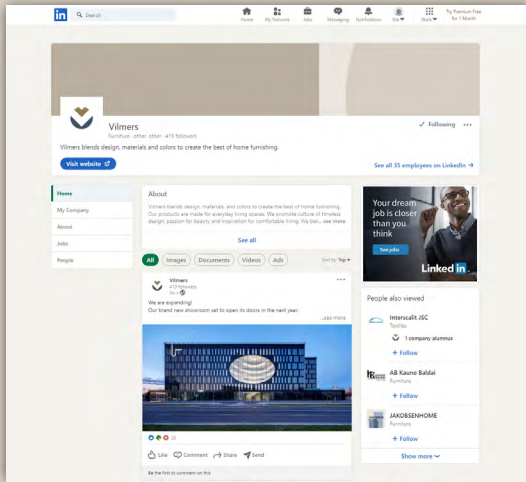 in
Search
Home
My Network
Jobs
Messaging
Notifications
Me
Work
Try Premium Free
for 1 Month
Vilmers
Furniture · other, other · 419 followers
Vilmers blends design, materials and colors to create the best of home furnishing.
Following
Visit website
See all 35 employees on LinkedIn →
Home
My Company
About
Jobs
People
About
Vilmers blends design, materials, and colors to create the best of home furnishing.
Our products are made for everyday living spaces. We promote culture of timeless
design, passion for beauty and inspiration for comfortable living. We beli... see more
See all
All
Images
Documents
Videos
Ads
Sort by: Top
Vilmers
419 followers
We are expanding!
Our brand new showroom set to open its doors in the next year.
...see more
36
Like
Comment
Share
Send
Be the first to comment on this
Your dream
job is closer
than you
think
See jobs
Linked in
People also viewed
Interscalit JSC
Textiles
1 company alumnus
+ Follow
AB Kauno Baldai
Furniture
+ Follow
JAKOBSENHOME
Furniture
+ Follow
Show more